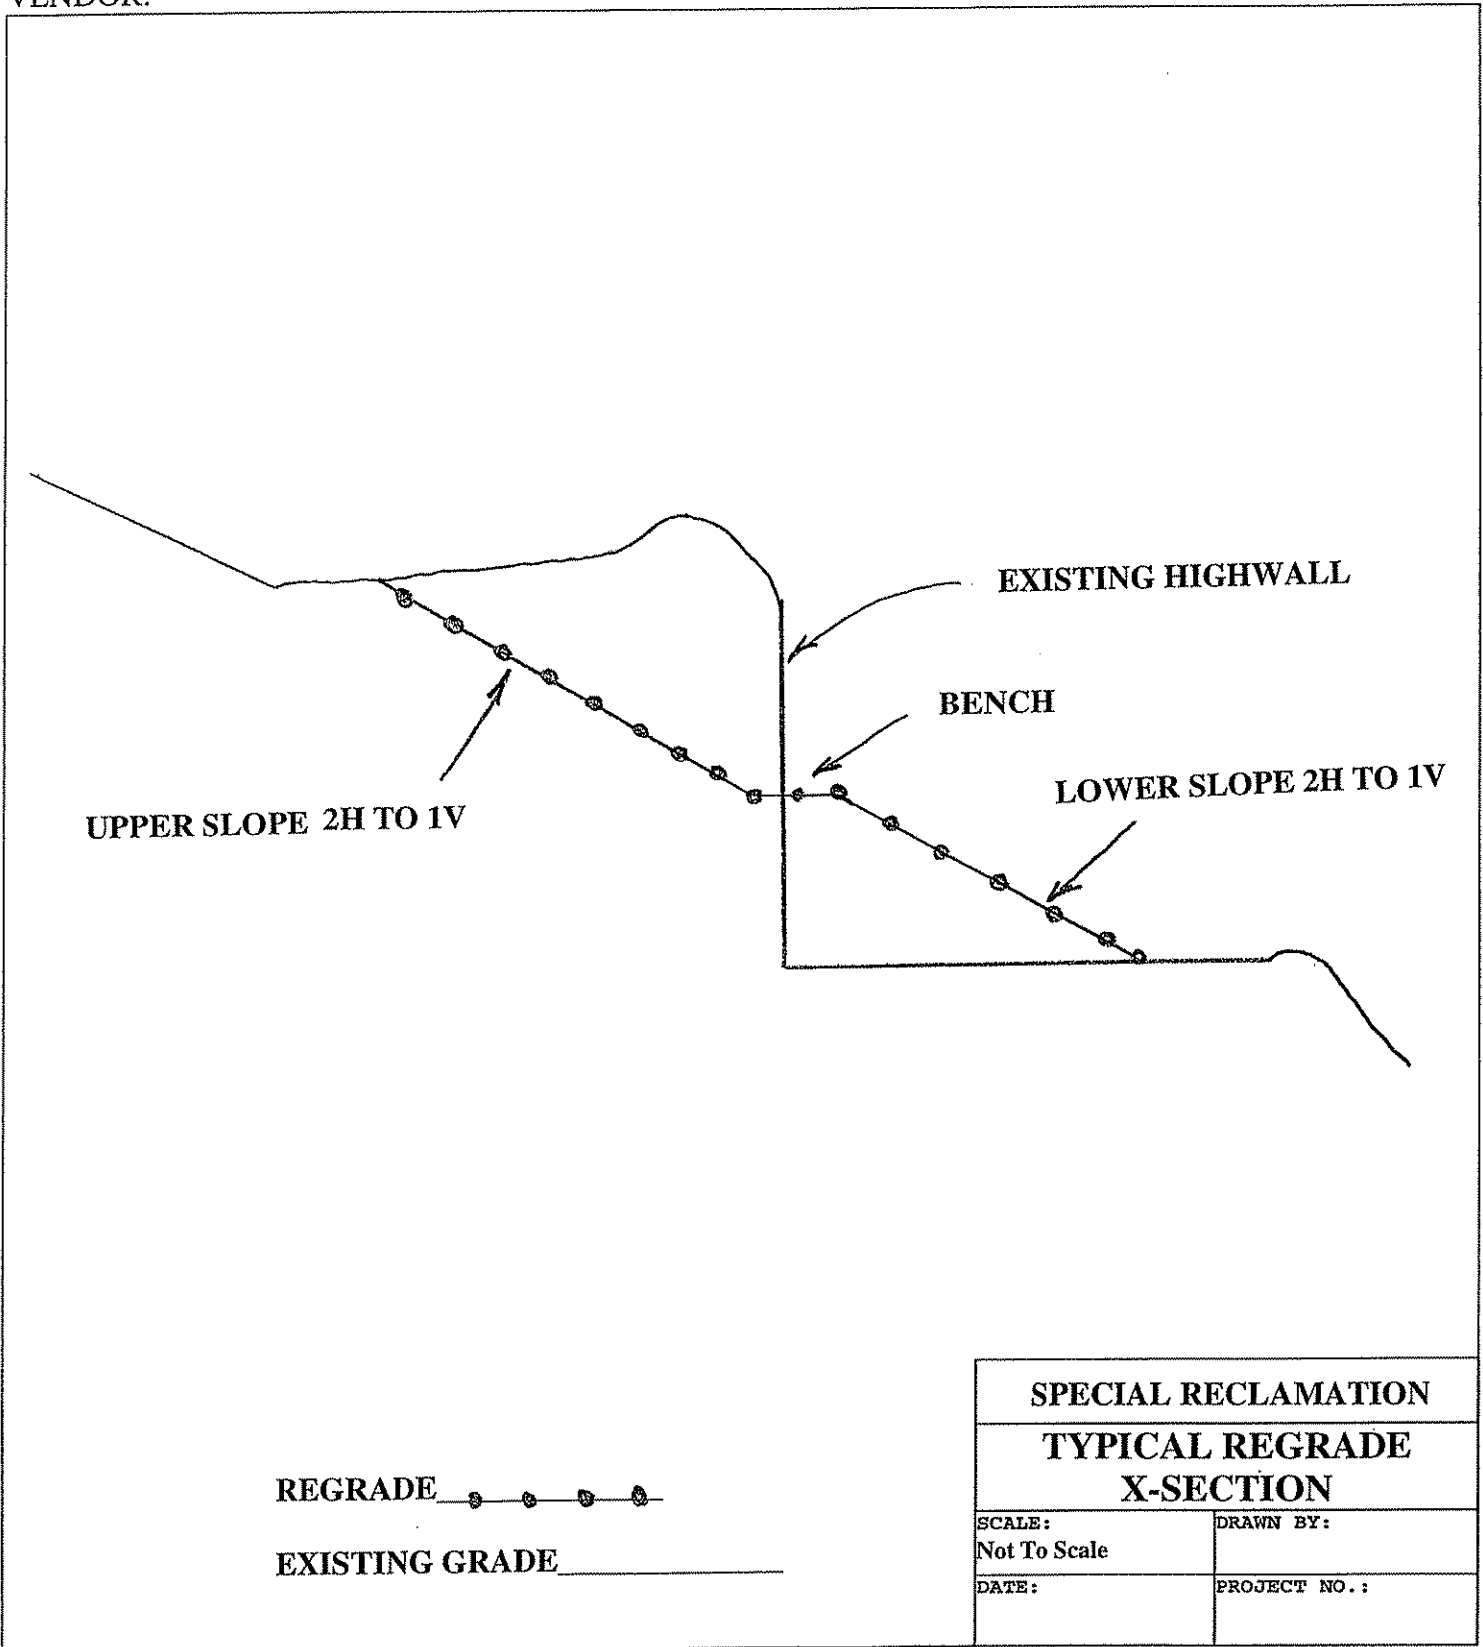 VENDOR:
EXISTING HIGHWALL
BENCH
LOWER SLOPE 2H TO 1V
UPPER SLOPE 2H TO 1V
REGRADE
EXISTING GRADE
SPECIAL RECLAMATION
TYPICAL REGRADE
X-SECTION
SCALE:
Not To Scale
DRAWN BY:
DATE:
PROJECT NO.: